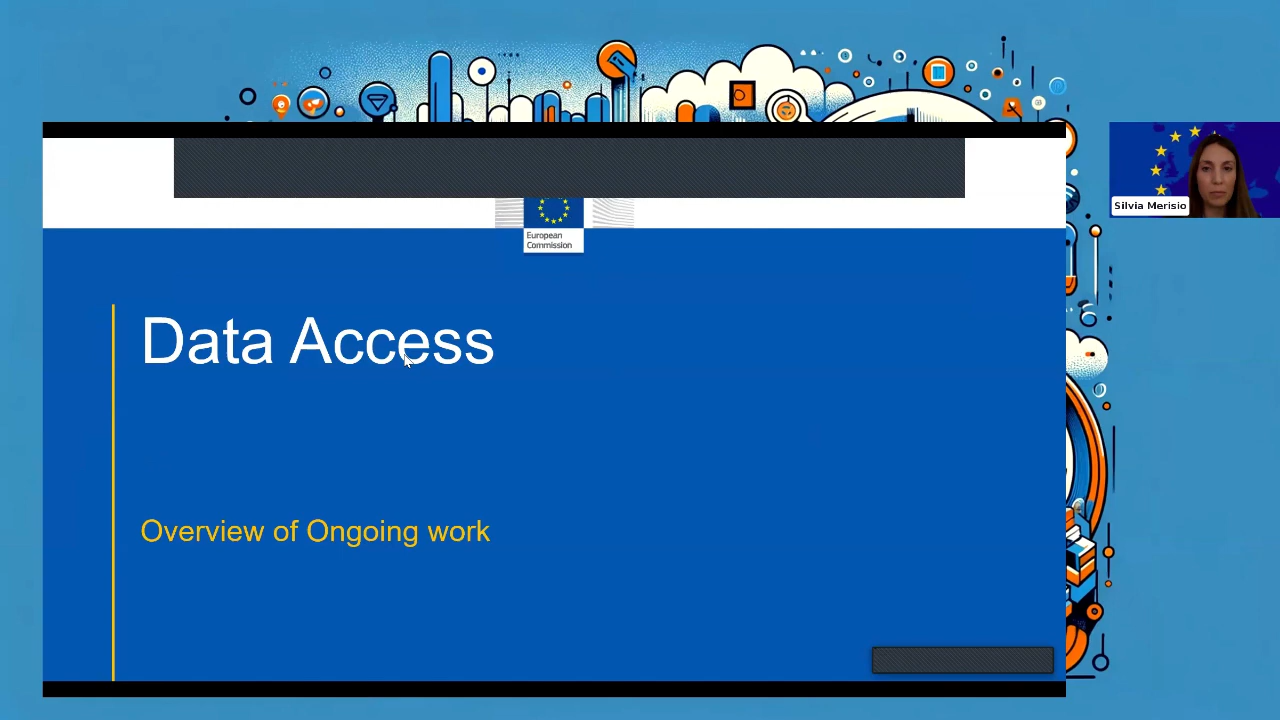 Silvia Merisio
European
Commission
Data Access
Overview of Ongoing work